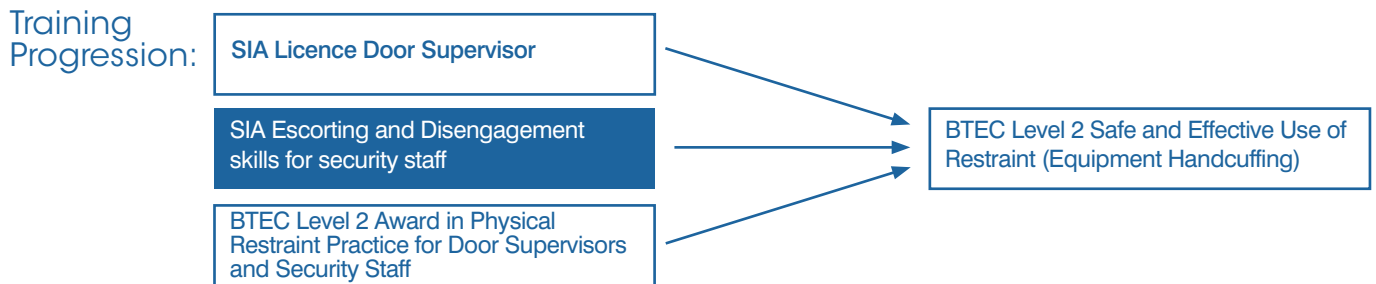 Training
Progression:
SIA Licence Door Supervisor
SIA Escorting and Disengagement
skills for security staff
BTEC Level 2 Award in Physical
Restraint Practice for Door Supervisors
and Security Staff
BTEC Level 2 Safe and Effective Use of
Restraint (Equipment Handcuffing)